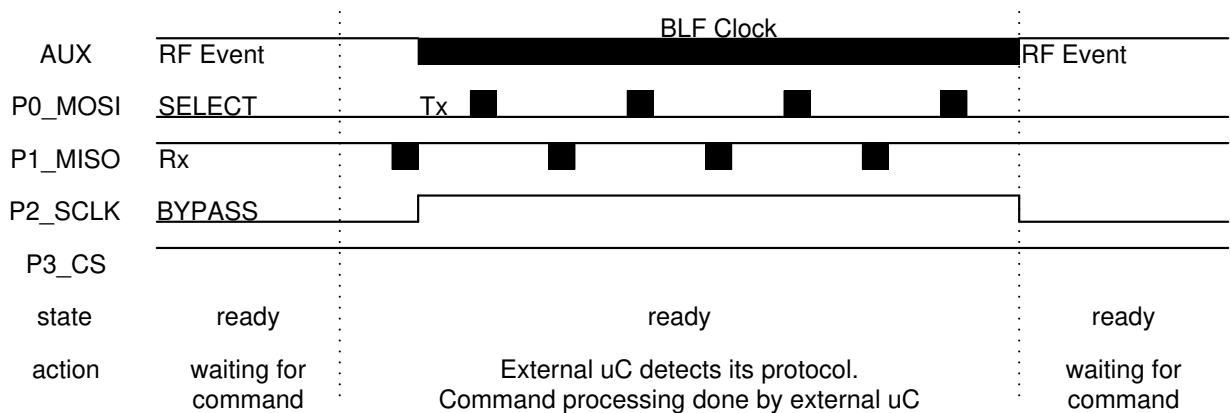 BLF Clock
AUX RF Event RF Event
P0_MOSI SELECT Tx
P1_MISO Rx
P2_SCLK BYPASS
P3_CS
state ready ready ready
action waiting for External uC detects its protocol. waiting for
command Command processing done by external uC command